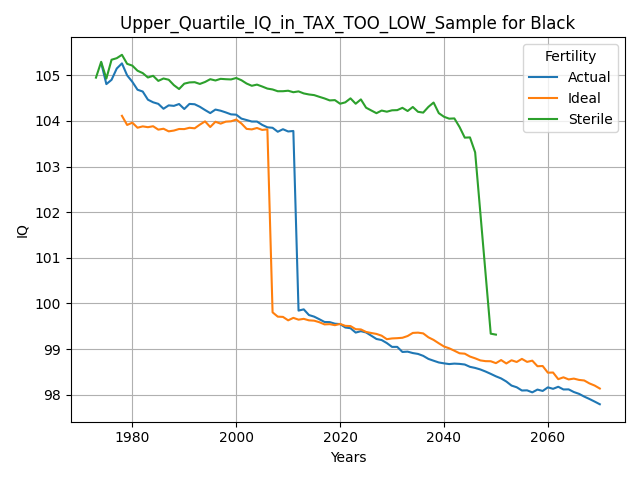 Upper_Quartile_IQ_in_TAX_TOO_LOW_Sample for Black
Fertility
Actual
Ideal
Sterile
105
104
103
102
101
100
99
98
IQ
1980
2000
2020
2040
2060
Years